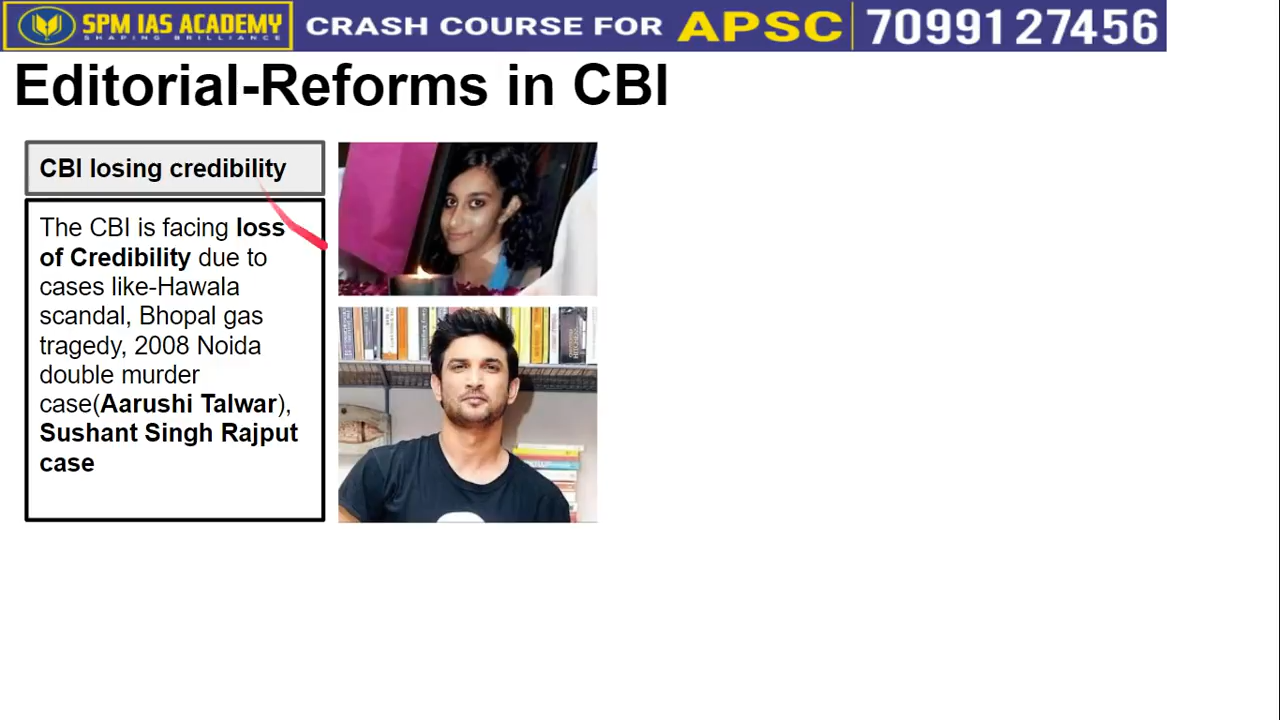 SPM IAS ACADEMY
SHAPING BRILLIANCE
CRASH COURSE FOR APSC 70991 27456
Editorial-Reforms in CBI
CBI losing credibility
The CBI is facing loss
of Credibility due to
cases like-Hawala
scandal, Bhopal gas
tragedy, 2008 Noida
double murder
case(Aarushi Talwar),
Sushant Singh Rajput
case